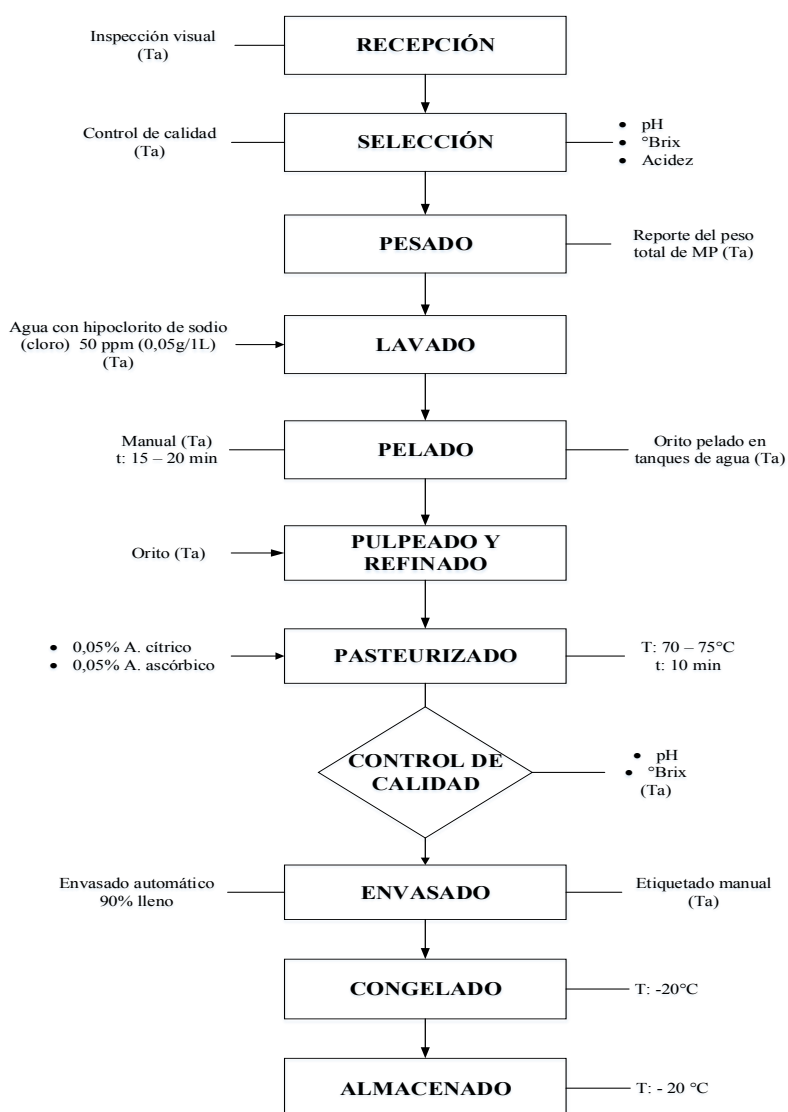 Inspección visual
(Ta)
RECEPCIÓN
Control de calidad
(Ta)
SELECCIÓN
• pH
• °Brix
• Acidez
PESADO
Reporte del peso
total de MP (Ta)
Agua con hipoclorito de sodio
(cloro) 50 ppm (0,05g/1L)
(Ta)
LAVADO
Manual (Ta)
t: 15 – 20 min
PELADO
Orito pelado en
tanques de agua (Ta)
Orito (Ta)
PULPEADO Y
REFINADO
• 0,05% A. cítrico
• 0,05% A. ascórbico
PASTEURIZADO
T: 70 – 75°C
t: 10 min
CONTROL DE
CALIDAD
• pH
• °Brix
(Ta)
Envasado automático
90% lleno
ENVASADO
Etiquetado manual
(Ta)
CONGELADO
T: -20°C
ALMACENADO
T: - 20 °C